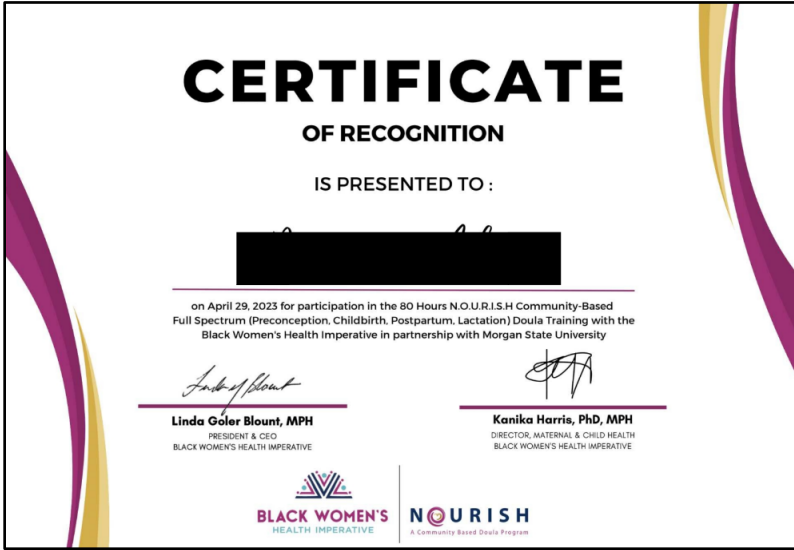 CERTIFICATE
OF RECOGNITION
IS PRESENTED TO :
on April 29, 2023 for participation in the 80 Hours N.O.U.R.I.S.H Community-Based
Full Spectrum (Preconception, Childbirth, Postpartum, Lactation) Doula Training with the
Black Women's Health Imperative in partnership with Morgan State University
Linda Goler Blount
Linda Goler Blount, MPH
PRESIDENT & CEO
BLACK WOMEN'S HEALTH IMPERATIVE
Kanika Harris, PhD, MPH
DIRECTOR, MATERNAL & CHILD HEALTH
BLACK WOMEN'S HEALTH IMPERATIVE
BLACK WOMEN'S
HEALTH IMPERATIVE
NOURISH
A Community Based Doula Program